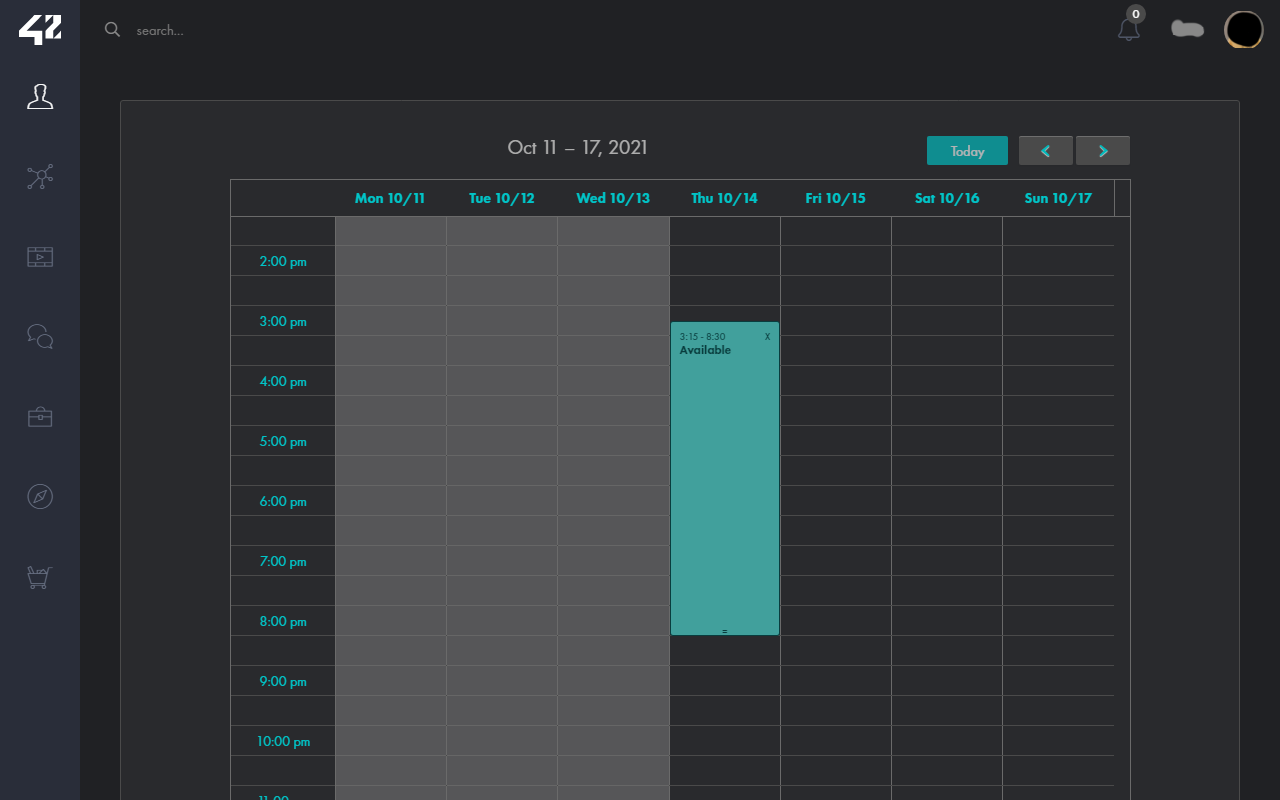 42
search...
0
Oct 11 – 17, 2021
Today
Mon 10/11 Tue 10/12 Wed 10/13 Thu 10/14 Fri 10/15 Sat 10/16 Sun 10/17
2:00 pm
3:00 pm
3:15 - 8:30 X
Available
4:00 pm
5:00 pm
6:00 pm
7:00 pm
8:00 pm
=
9:00 pm
10:00 pm
11:00